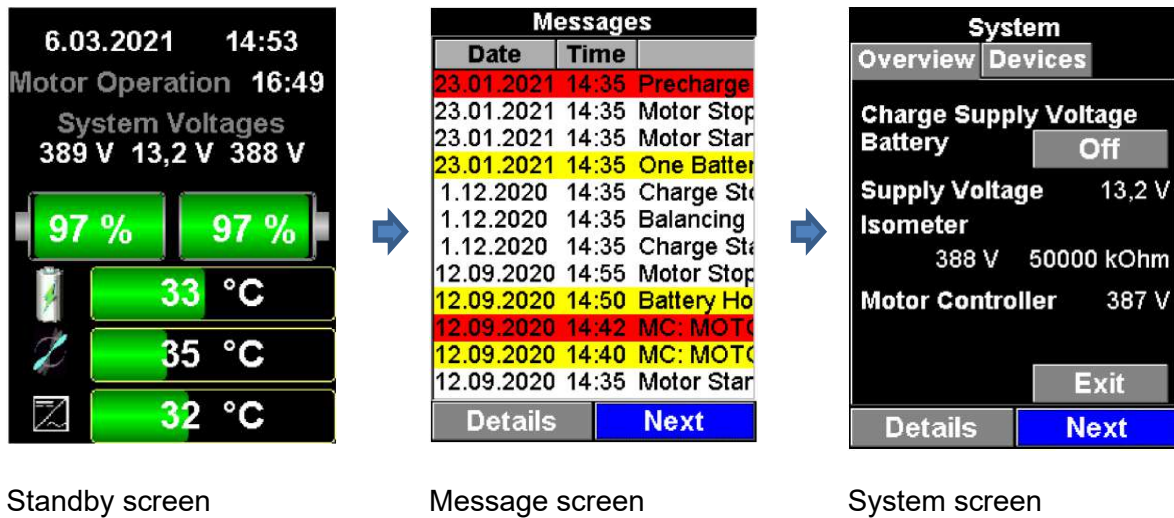 6.03.2021 14:53
Motor Operation 16:49
System Voltages
389 V 13,2 V 388 V
97 % 97 %
33 °C
35 °C
32 °C
Standby screen
Messages
Date Time
23.01.2021 14:35 Precharge
23.01.2021 14:35 Motor Stop
23.01.2021 14:35 Motor Star
23.01.2021 14:35 One Batter
1.12.2020 14:35 Charge Sto
1.12.2020 14:35 Balancing
1.12.2020 14:35 Charge Sta
12.09.2020 14:55 Motor Stop
12.09.2020 14:50 Battery Ho
12.09.2020 14:42 MC: MOTO
12.09.2020 14:40 MC: MOTO
12.09.2020 14:35 Motor Star
Details Next
Message screen
System
Overview Devices
Charge Supply Voltage
Battery Off
Supply Voltage 13,2 V
Isometer
388 V 50000 kOhm
Motor Controller 387 V
Exit
Details Next
System screen